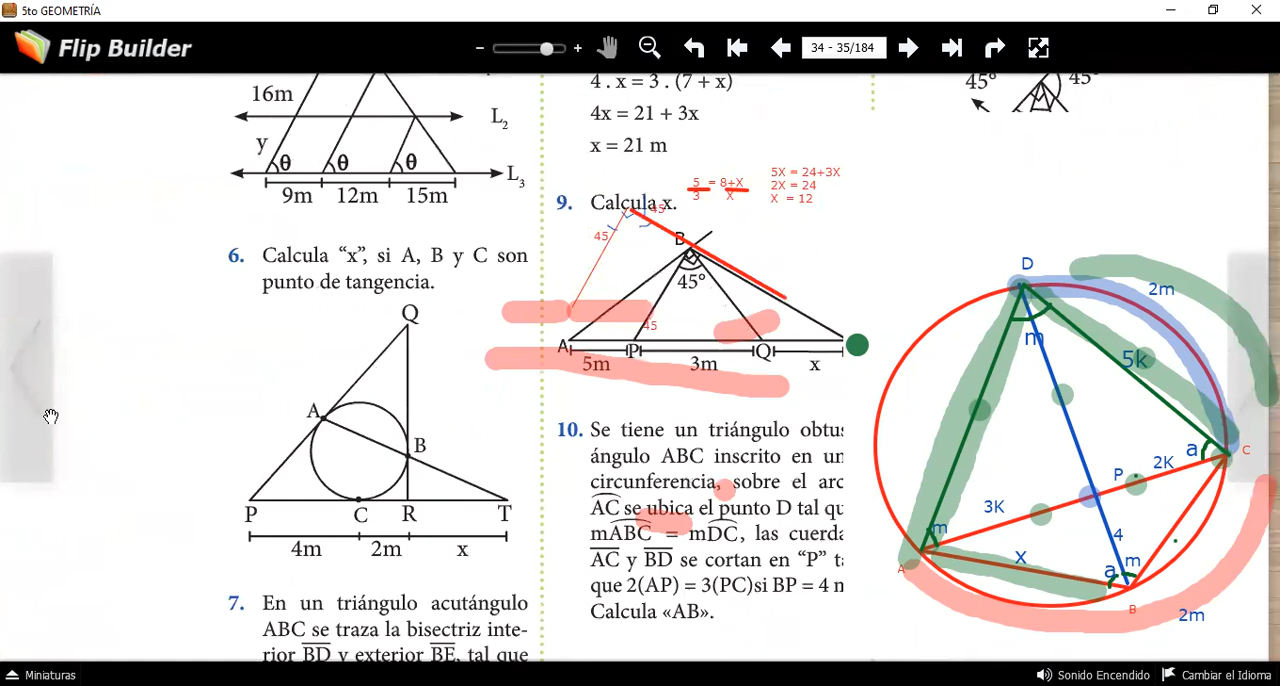 5to GEOMETRÍA
Flip Builder
34 - 35/184
16m
L2
y
θ θ θ
L3
9m 12m 15m
6. Calcula “x”, si A, B y C son
punto de tangencia.
Q
A
B
P C R T
4m 2m x
7. En un triángulo acutángulo
ABC se traza la bisectriz inte-
rior BD y exterior BE, tal que
4 . x = 3 . (7 + x)
4x = 21 + 3x
x = 21 m
5 = 8+X
3 X
5X = 24+3X
2X = 24
X = 12
9. Calcula x.
45
45
B
45°
45
A P Q
5m 3m x
10. Se tiene un triángulo obtus
ángulo ABC inscrito en un
circunferencia, sobre el arc
AC se ubica el punto D tal qu
mABC = mDC, las cuerda
AC y BD se cortan en “P” ta
que 2(AP) = 3(PC)si BP = 4 m
Calcula «AB».
45° 45°
D
2m
m
5k
a C
P 2K
3K
m
4
A X a m
B
2m
Miniaturas
Sonido Encendido
Cambiar el Idioma